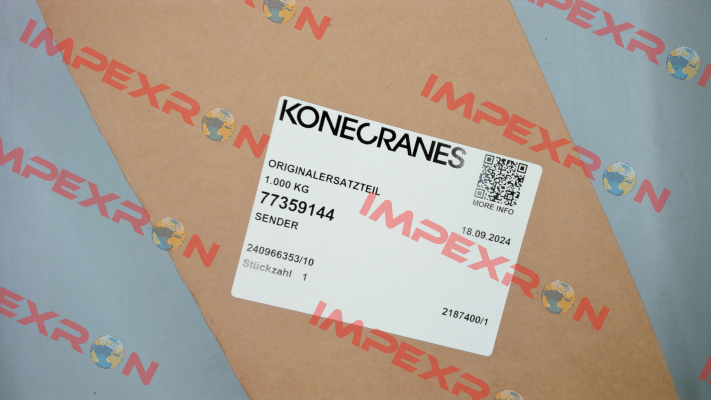 KONECRANES
ORIGINALERSATZTEIL
1.000 KG
77359144
SENDER
MORE INFO
18.09.2024
240966353/10
Stückzahl 1
2187400/1
IMPEXRON
IMPEXRON
IMPEXRON
IMPEXRON
IMPEXRON
IMPEXRON